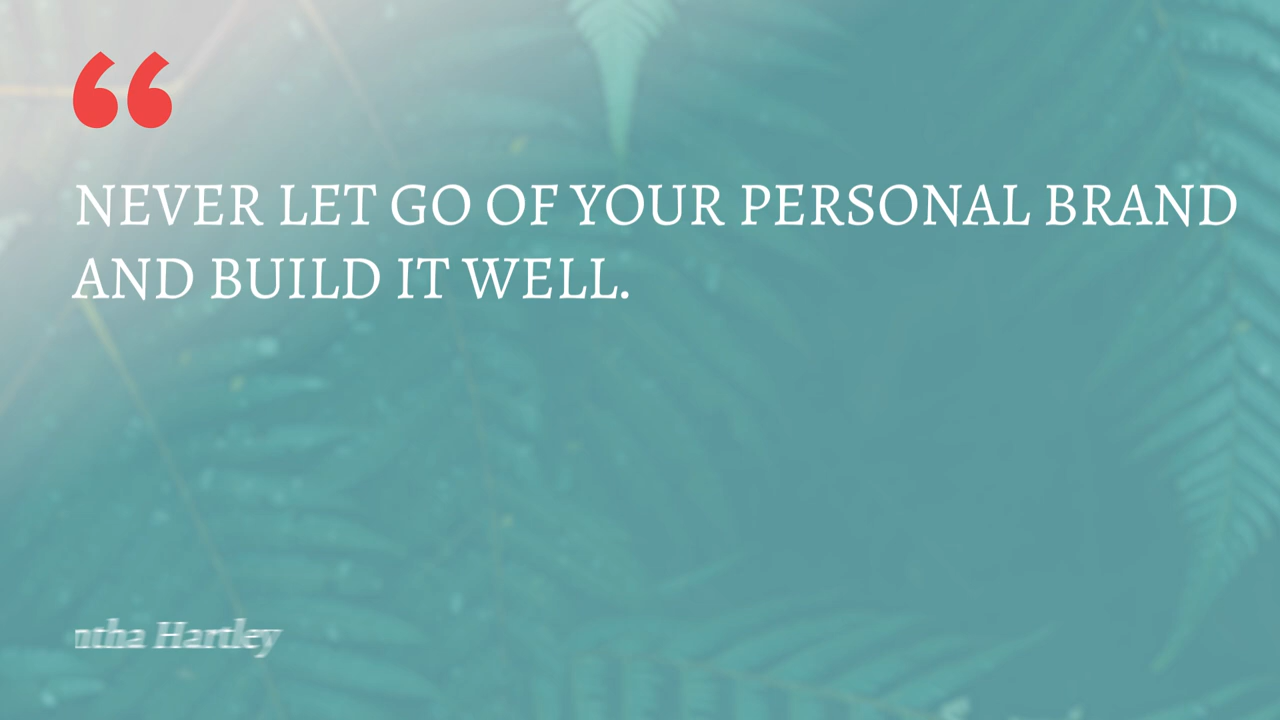 “
NEVER LET GO OF YOUR PERSONAL BRAND
AND BUILD IT WELL.
ntha Hartley